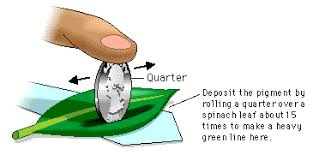 Quarter
Deposit the pigment by
rolling a quarter over a
spinach leaf about 15
times to make a heavy
green line here.